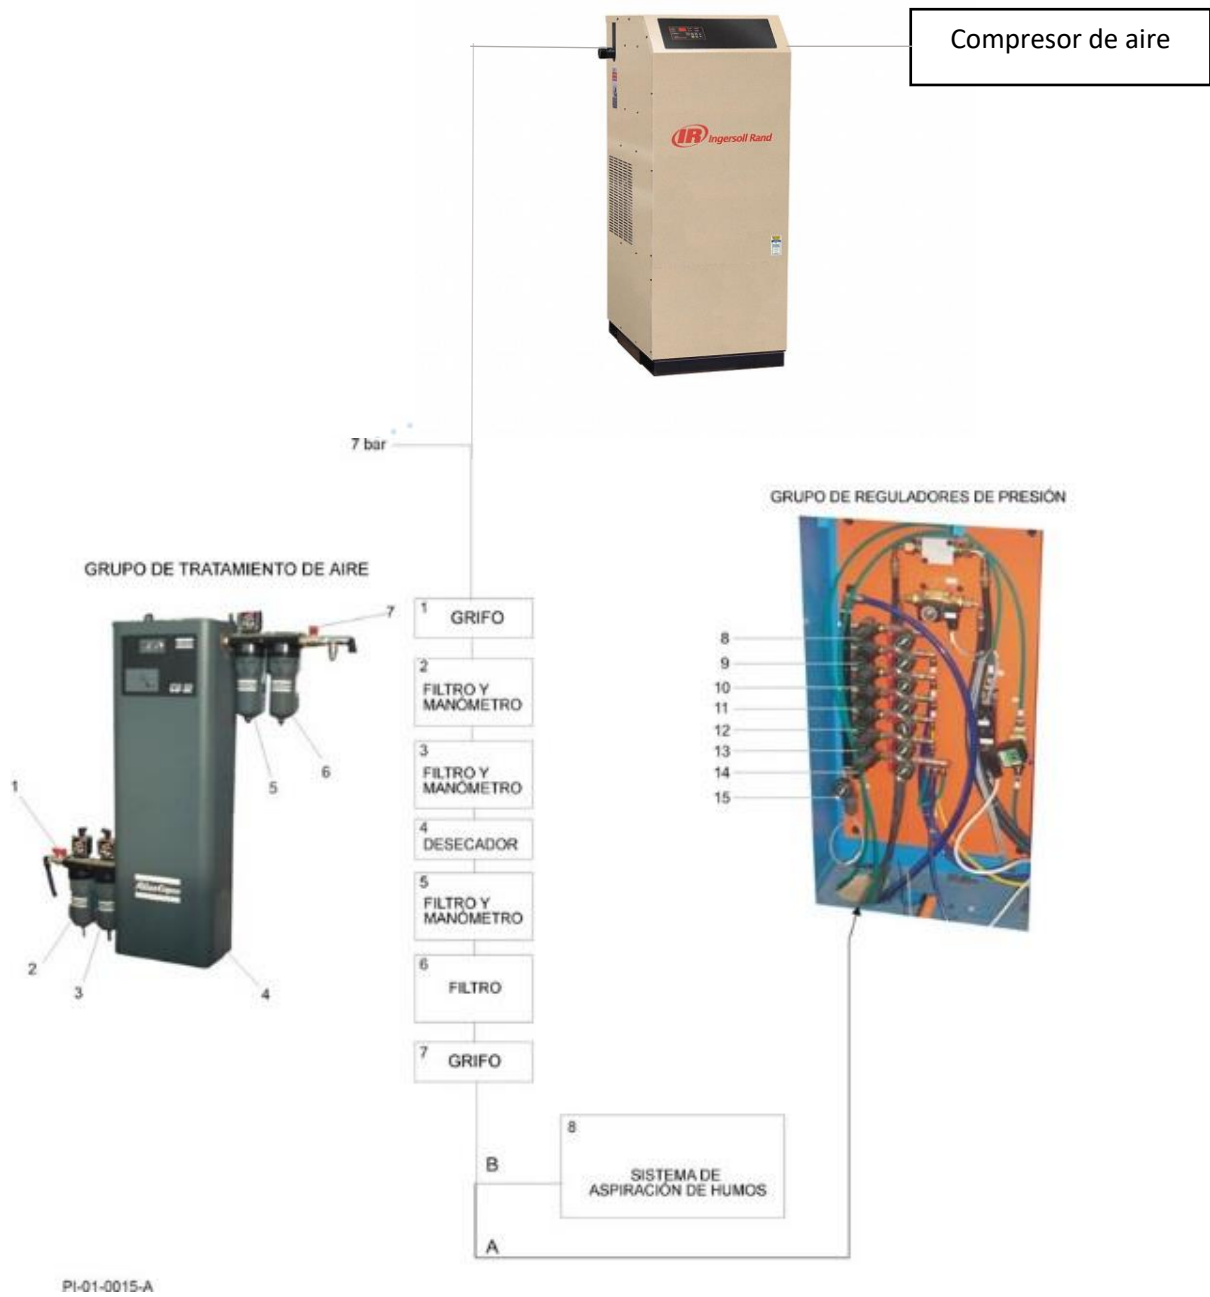 Compresor de aire
IR Ingersoll Rand
7 bar
GRUPO DE REGULADORES DE PRESIÓN
GRUPO DE TRATAMIENTO DE AIRE
7
6
5
1
2
3
4
Atlas Copco
1
GRIFO
2
FILTRO Y
MANÓMETRO
3
FILTRO Y
MANÓMETRO
4
DESECADOR
5
FILTRO Y
MANÓMETRO
6
FILTRO
7
GRIFO
8
9
10
11
12
13
14
15
8
SISTEMA DE
ASPIRACIÓN DE HUMOS
B
A
PI-01-0015-A